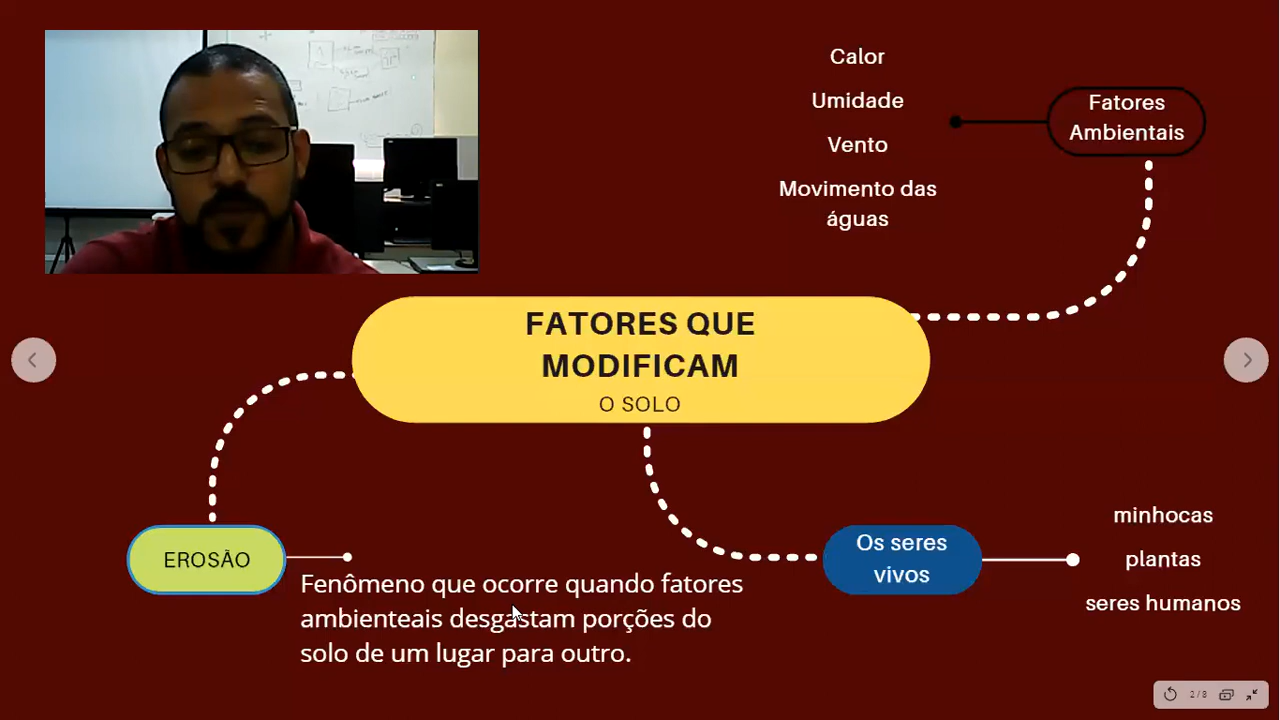 Calor
Umidade
Vento
Movimento das
águas
Fatores
Ambientais
FATORES QUE
MODIFICAM
O SOLO
EROSÃO
Fenômeno que ocorre quando fatores
ambienteais desgastam porções do
solo de um lugar para outro.
Os seres
vivos
minhocas
plantas
seres humanos
2/8